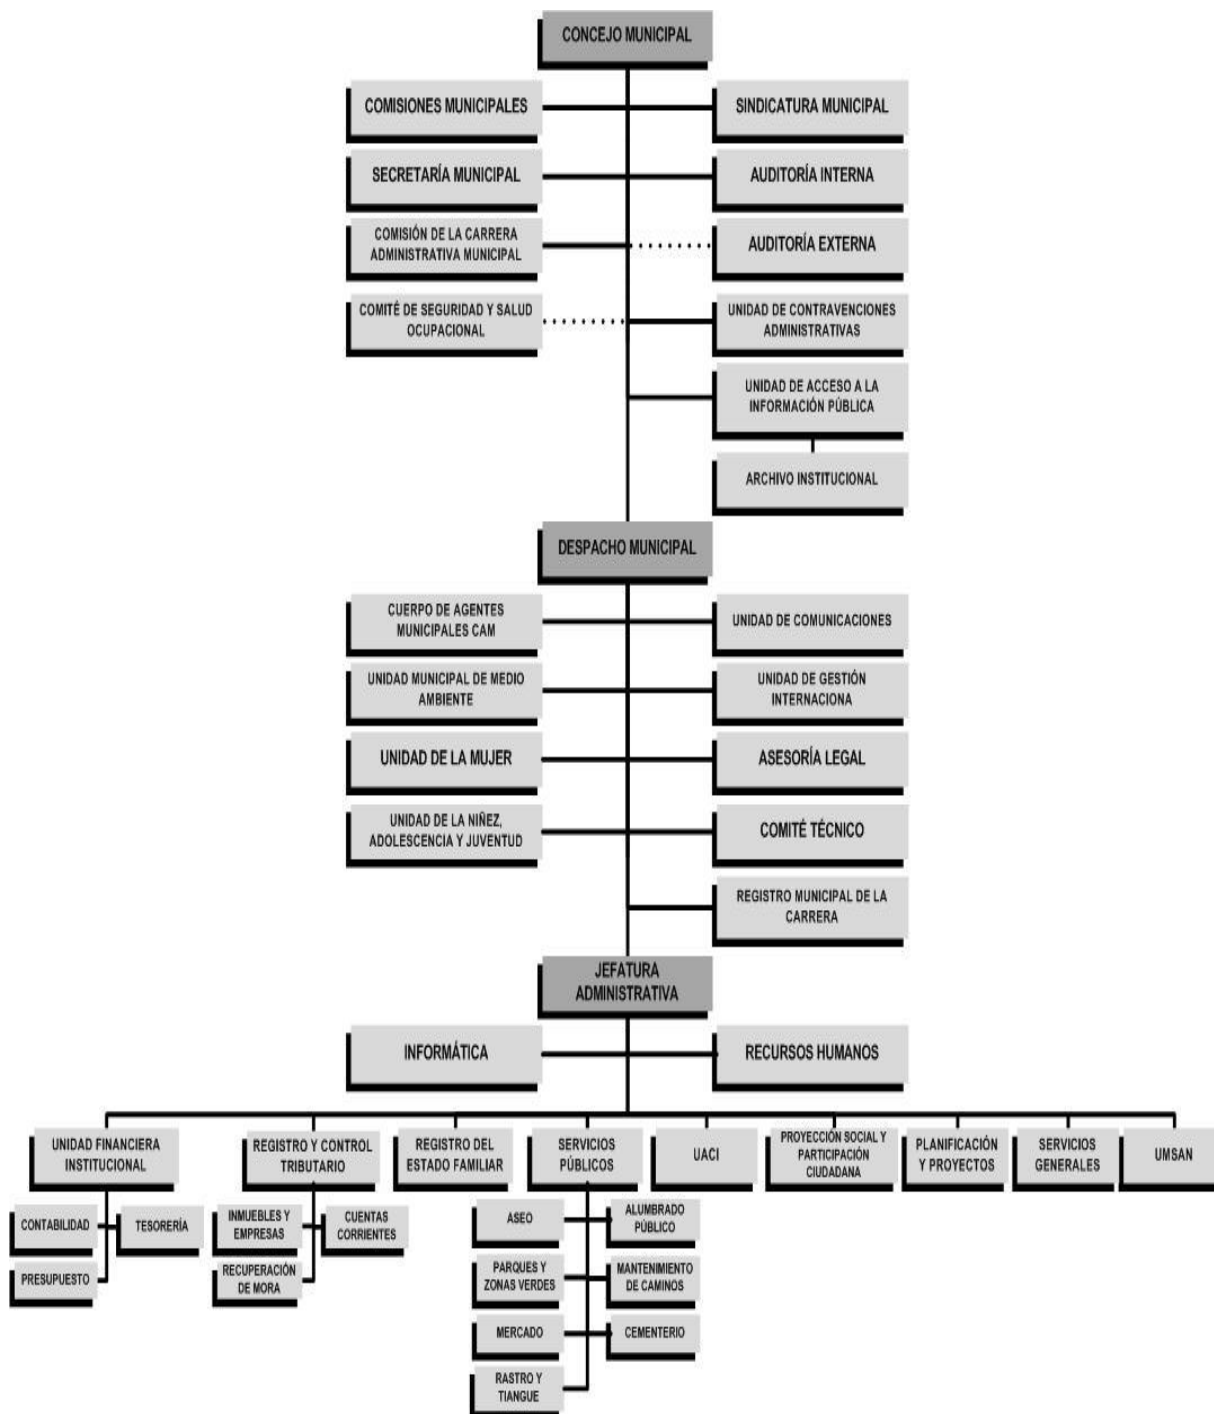 CONCEJO MUNICIPAL
COMISIONES MUNICIPALES
SINDICATURA MUNICIPAL
SECRETARÍA MUNICIPAL
AUDITORÍA INTERNA
COMISIÓN DE LA CARRERA
ADMINISTRATIVA MUNICIPAL
AUDITORÍA EXTERNA
COMITÉ DE SEGURIDAD Y SALUD
OCUPACIONAL
UNIDAD DE CONTRAVENCIONES
ADMINISTRATIVAS
UNIDAD DE ACCESO A LA
INFORMACIÓN PÚBLICA
ARCHIVO INSTITUCIONAL
DESPACHO MUNICIPAL
CUERPO DE AGENTES
MUNICIPALES CAM
UNIDAD DE COMUNICACIONES
UNIDAD MUNICIPAL DE MEDIO
AMBIENTE
UNIDAD DE GESTIÓN
INTERNACIONA
UNIDAD DE LA MUJER
ASESORÍA LEGAL
UNIDAD DE LA NIÑEZ,
ADOLESCENCIA Y JUVENTUD
COMITÉ TÉCNICO
REGISTRO MUNICIPAL DE LA
CARRERA
JEFATURA
ADMINISTRATIVA
INFORMÁTICA
RECURSOS HUMANOS
UNIDAD FINANCIERA
INSTITUCIONAL
REGISTRO Y CONTROL
TRIBUTARIO
REGISTRO DEL
ESTADO FAMILIAR
SERVICIOS
PÚBLICOS
UACI
PROYECCIÓN SOCIAL Y
PARTICIPACIÓN
CIUDADANA
PLANIFICACIÓN
Y PROYECTOS
SERVICIOS
GENERALES
UMSAN
CONTABILIDAD
TESORERÍA
PRESUPUESTO
INMUEBLES Y
EMPRESAS
CUENTAS
CORRIENTES
RECUPERACIÓN
DE MORA
ASEO
ALUMBRADO
PÚBLICO
PARQUES Y
ZONAS VERDES
MANTENIMIENTO
DE CAMINOS
MERCADO
CEMENTERIO
RASTRO Y
TIANGUE